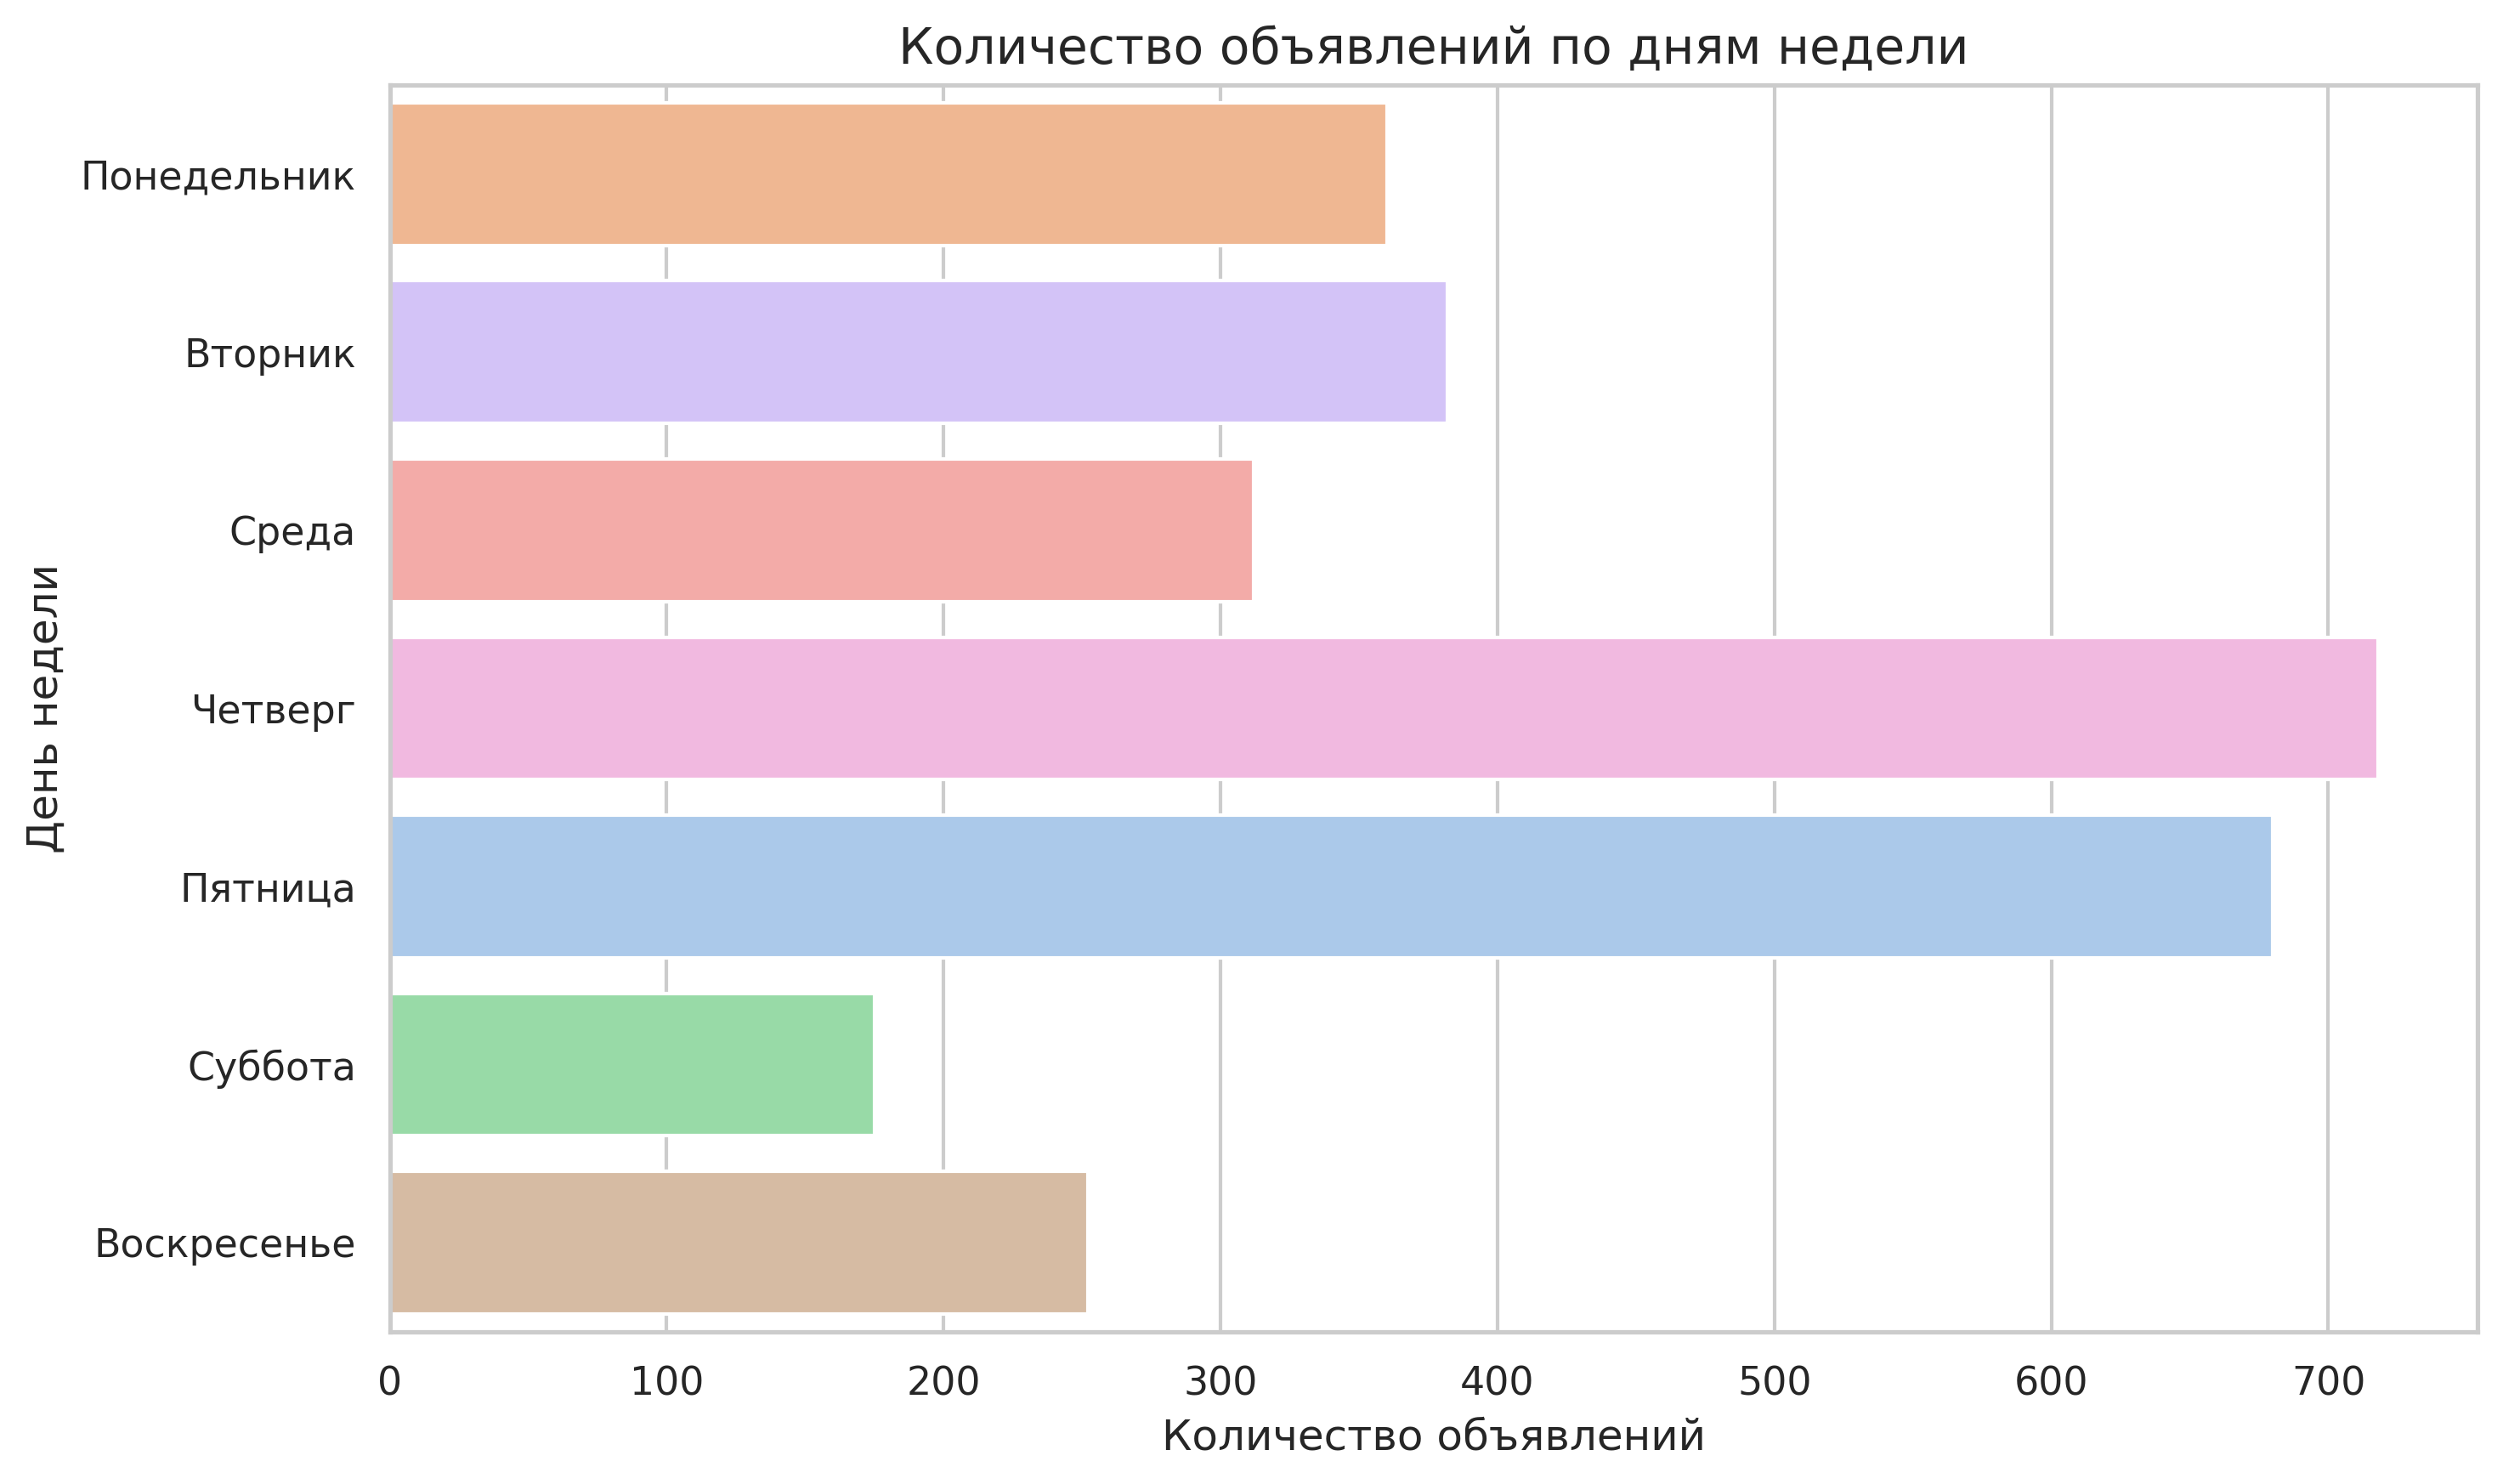 Количество объявлений по дням недели
День недели
Понедельник
Вторник
Среда
Четверг
Пятница
Суббота
Воскресенье
0 100 200 300 400 500 600 700
Количество объявлений